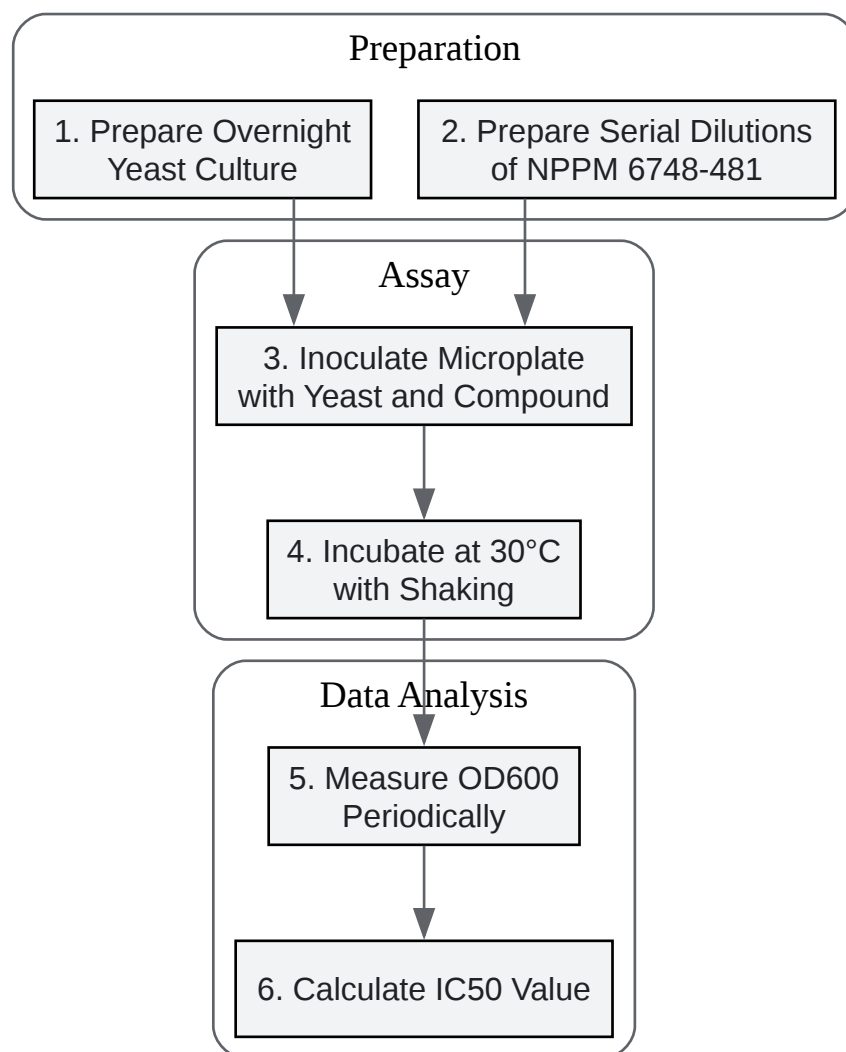 Preparation
1. Prepare Overnight
Yeast Culture
2. Prepare Serial Dilutions
of NPPM 6748-481
Assay
3. Inoculate Microplate
with Yeast and Compound
4. Incubate at 30°C
with Shaking
Data Analysis
5. Measure OD600
Periodically
6. Calculate IC50 Value